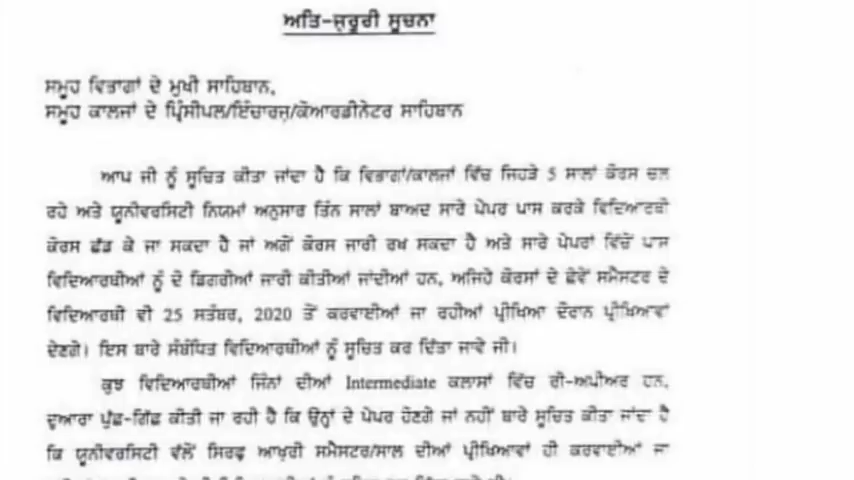 ਅਤਿ-ਜ਼ਰੂਰੀ ਸੂਚਨਾ
ਸਮੂਹ ਵਿਭਾਗਾਂ ਦੇ ਮੁਖੀ ਸਾਹਿਬਾਨ,
ਸਮੂਹ ਕਾਲਜਾਂ ਦੇ ਪ੍ਰਿੰਸੀਪਲ/ਇੰਚਾਰਜ਼/ਕੋਆਰਡੀਨੇਟਰ ਸਾਹਿਬਾਨ
ਆਪ ਜੀ ਨੂੰ ਸੂਚਿਤ ਕੀਤਾ ਜਾਂਦਾ ਹੈ ਕਿ ਵਿਭਾਗਾਂ/ਕਾਲਜਾਂ ਵਿੱਚ ਜਿਹੜੇ 5 ਸਾਲਾਂ ਕੋਰਸ ਚਲ
ਰਹੇ ਅਤੇ ਯੂਨੀਵਰਸਿਟੀ ਨਿਯਮਾਂ ਅਨੁਸਾਰ ਤਿੰਨ ਸਾਲਾਂ ਬਾਅਦ ਸਾਰੇ ਪੇਪਰ ਪਾਸ ਕਰਕੇ ਵਿਦਿਆਰਥੀ
ਕੋਰਸ ਛੱਡ ਕੇ ਜਾ ਸਕਦਾ ਹੈ ਜਾਂ ਅਗੋਂ ਕੋਰਸ ਜਾਰੀ ਰਖ ਸਕਦਾ ਹੈ ਅਤੇ ਸਾਰੇ ਪੇਪਰਾਂ ਵਿੱਚੋਂ ਪਾਸ
ਵਿਦਿਆਰਥੀਆਂ ਨੂੰ ਦੋ ਡਿਗਰੀਆਂ ਜਾਰੀ ਕੀਤੀਆਂ ਜਾਂਦੀਆਂ ਹਨ, ਅਜਿਹੇ ਕੋਰਸਾਂ ਦੇ ਛੇਵੇਂ ਸਮੈਸਟਰ ਦੇ
ਵਿਦਿਆਰਥੀ ਵੀ 25 ਸਤੰਬਰ, 2020 ਤੋਂ ਕਰਵਾਈਆਂ ਜਾ ਰਹੀਆਂ ਪ੍ਰੀਖਿਆ ਦੌਰਾਨ ਪ੍ਰੀਖਿਆਵਾਂ
ਦੇਣਗੇ। ਇਸ ਬਾਰੇ ਸੰਬੰਧਿਤ ਵਿਦਿਆਰਥੀਆਂ ਨੂੰ ਸੂਚਿਤ ਕਰ ਦਿੱਤਾ ਜਾਵੇ ਜੀ।
ਕੁਝ ਵਿਦਿਆਰਥੀਆਂ ਜਿੰਨਾਂ ਦੀਆਂ Intermediate ਕਲਾਸਾਂ ਵਿੱਚ ਰੀ-ਅਪੀਅਰ ਹਨ,
ਦੁਆਰਾ ਪੁੱਛ-ਗਿੱਛ ਕੀਤੀ ਜਾ ਰਹੀ ਹੈ ਕਿ ਉਨ੍ਹਾਂ ਦੇ ਪੇਪਰ ਹੋਣਗੇ ਜਾਂ ਨਹੀਂ ਬਾਰੇ ਸੂਚਿਤ ਕੀਤਾ ਜਾਂਦਾ ਹੈ
ਕਿ ਯੂਨੀਵਰਸਿਟੀ ਵੱਲੋਂ ਸਿਰਫ਼ ਆਖ਼ਰੀ ਸਮੈਸਟਰ/ਸਾਲ ਦੀਆਂ ਪ੍ਰੀਖਿਆਵਾਂ ਹੀ ਕਰਵਾਈਆਂ ਜਾ